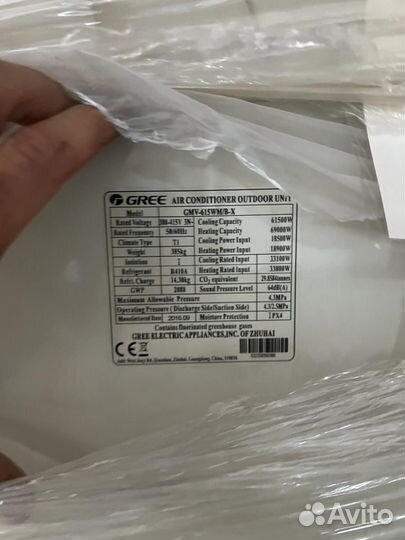 GREE AIR CONDITIONER OUTDOOR UNIT
Model GMV-615WM/B-X
Rated Voltage 380-415V 3N~ Cooling Capacity 61500W
Rated Frequency 50/60Hz Heating Capacity 69000W
Climate Type T1 Cooling Power Input 18500W
Weight 385kg Heating Power Input 18900W
Isolation I Cooling Rated Input 33100W
Refrigerant R410A Heating Rated Input 33800W
Refri. Charge 14.30kg CO2 equivalent 29.8584tonnes
GWP 2088 Sound Pressure Level 64dB(A)
Maximum Allowable Pressure 4.3MPa
Operating Pressure ( Discharge Side/Suction Side) 4.3/2.5MPa
Manufactured Date 2016.09 Moisture Protection IPX4
Contains fluorinated greenhouse gases
GREE ELECTRIC APPLIANCES,INC. OF ZHUHAI
CE
Avito